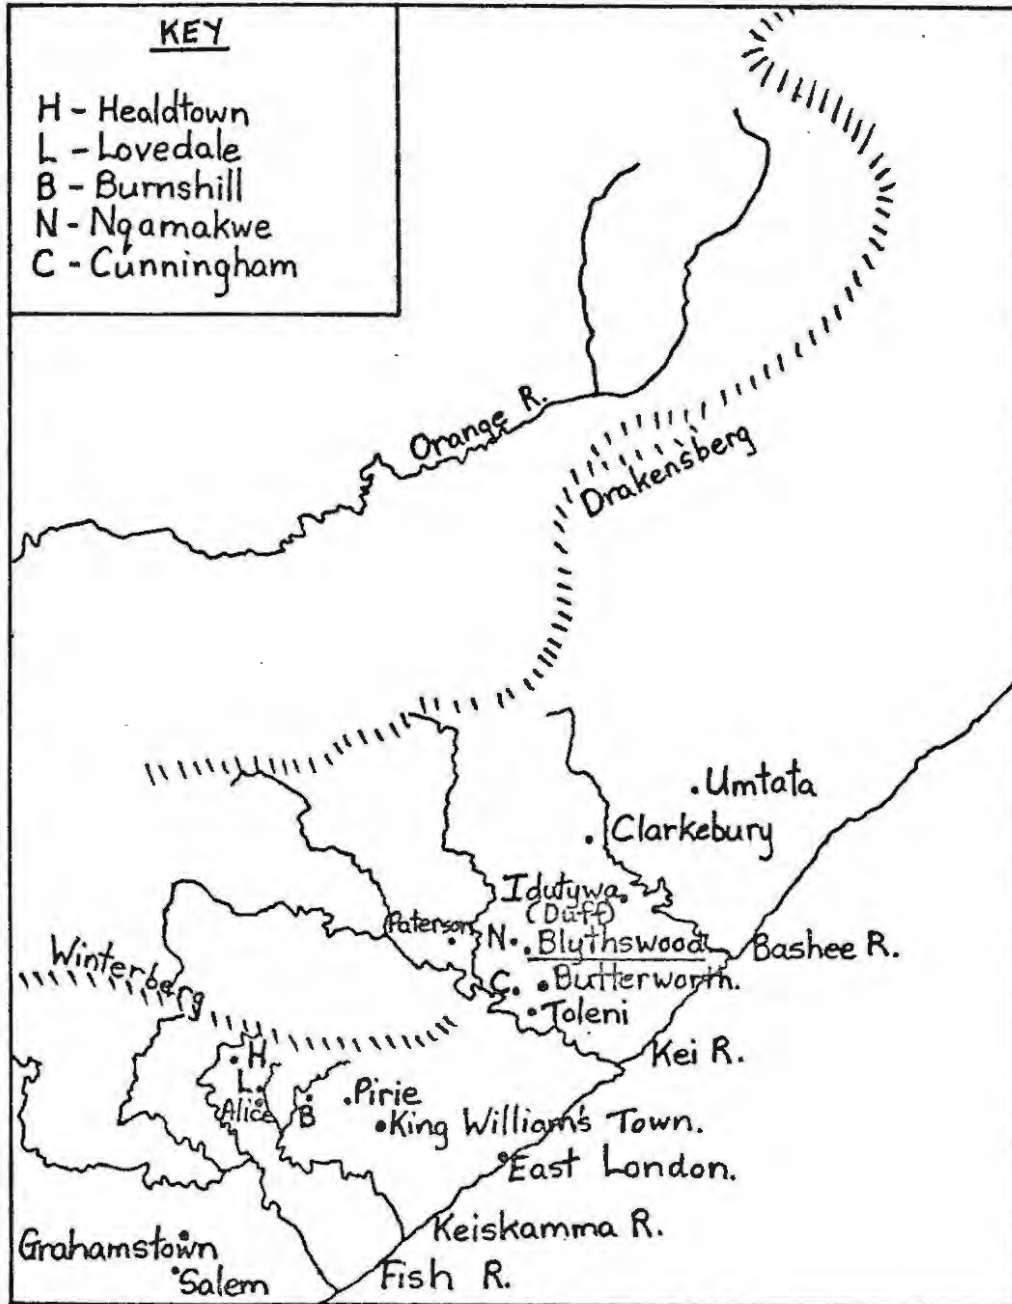 KEY
H - Healdtown
L - Lovedale
B - Burnshill
N - Nqamakwe
C - Cunningham
Orange R.
Drakensberg
Umtata
Clarkebury
Idutywa
(Duff)
Paterson
N
Blythswood
Bashee R.
Winterberg
C
Butterworth.
Toleni
Kei R.
H
L
Alice
B
Pirie
King William's Town.
East London.
Keiskamma R.
Grahamstown
Salem
Fish R.